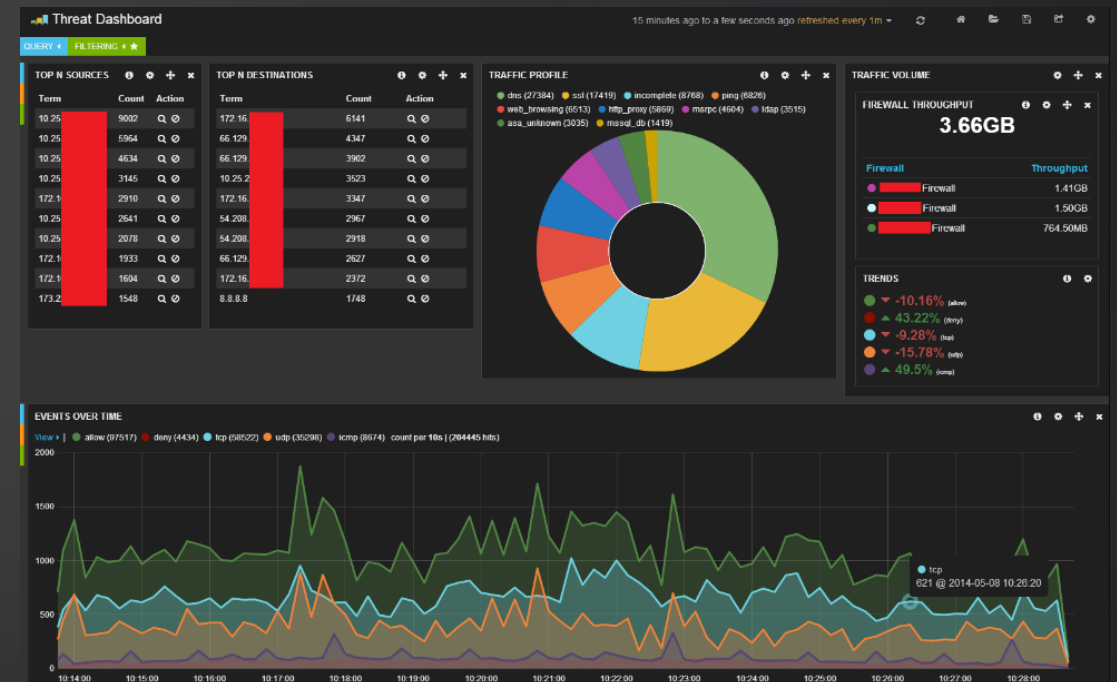 Threat Dashboard
15 minutes ago to a few seconds ago refreshed every 1m
QUERY FILTERING
TOP N SOURCES
Term Count Action
10.25 9002
10.25 5964
10.25 4634
10.25 3145
172.1 2910
10.25 2641
10.25 2078
172.1 1933
172.1 1604
173.2 1548
TOP N DESTINATIONS
Term Count Action
172.16. 6141
66.129. 4347
66.129. 3902
10.25.2 3523
172.16. 3347
54.208. 2967
54.208. 2918
66.129. 2627
172.16. 2372
8.8.8.8 1748
TRAFFIC PROFILE
dns (27384) ssl (17419) incomplete (8768) ping (6826)
web_browsing (6513) http_proxy (5869) msrpc (4604) ldap (3515)
asa_unknown (3035) mssql_db (1419)
TRAFFIC VOLUME
FIREWALL THROUGHPUT
3.66GB
Firewall Throughput
Firewall 1.41GB
Firewall 1.50GB
Firewall 764.50MB
TRENDS
-10.16% (allow)
43.22% (deny)
-9.28% (tcp)
-15.78% (udp)
49.5% (icmp)
EVENTS OVER TIME
View | allow (97517) deny (4434) tcp (58522) udp (35298) icmp (8674) count per 10s | (204445 hits)
2000
1500
1000
500
0
tcp
621 @ 2014-05-08 10:26:20
10:14:00 10:15:00 10:16:00 10:17:00 10:18:00 10:19:00 10:20:00 10:21:00 10:22:00 10:23:00 10:24:00 10:25:00 10:26:00 10:27:00 10:28:00